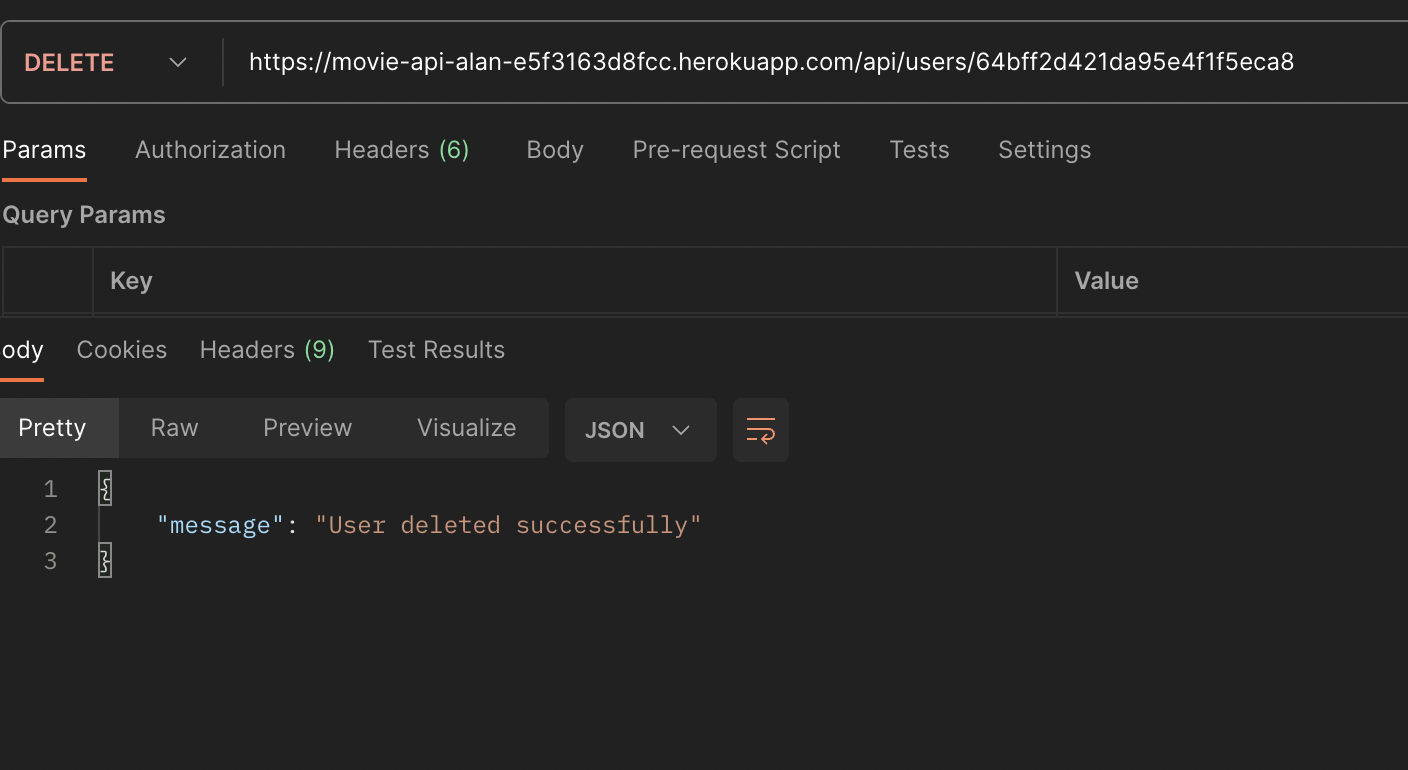 DELETE https://movie-api-alan-e5f3163d8fcc.herokuapp.com/api/users/64bff2d421da95e4f1f5eca8
Params Authorization Headers (6) Body Pre-request Script Tests Settings
Query Params
Key Value
ody Cookies Headers (9) Test Results
Pretty Raw Preview Visualize JSON
1 {
2 "message": "User deleted successfully"
3 }